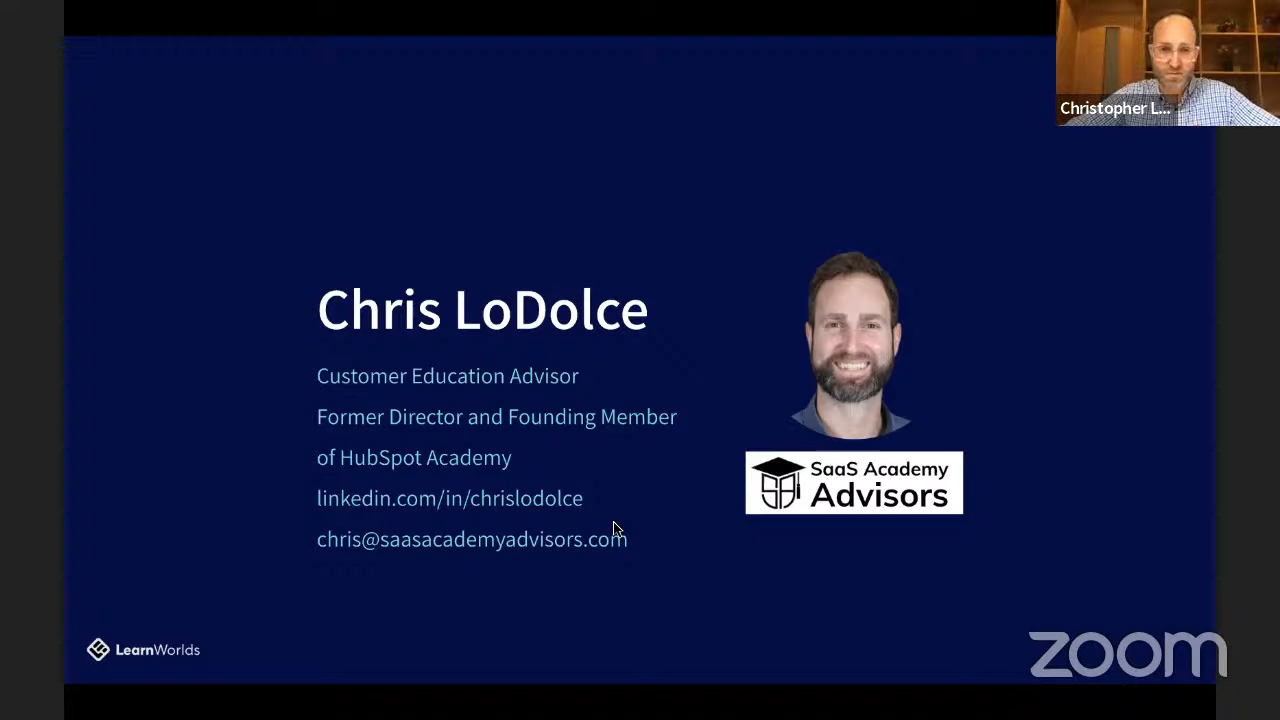 Christopher L...
Chris LoDolce
Customer Education Advisor
Former Director and Founding Member
of HubSpot Academy
linkedin.com/in/chrislodolce
chris@saasacademyadvisors.com
SaaS Academy
Advisors
LearnWorlds
zoom